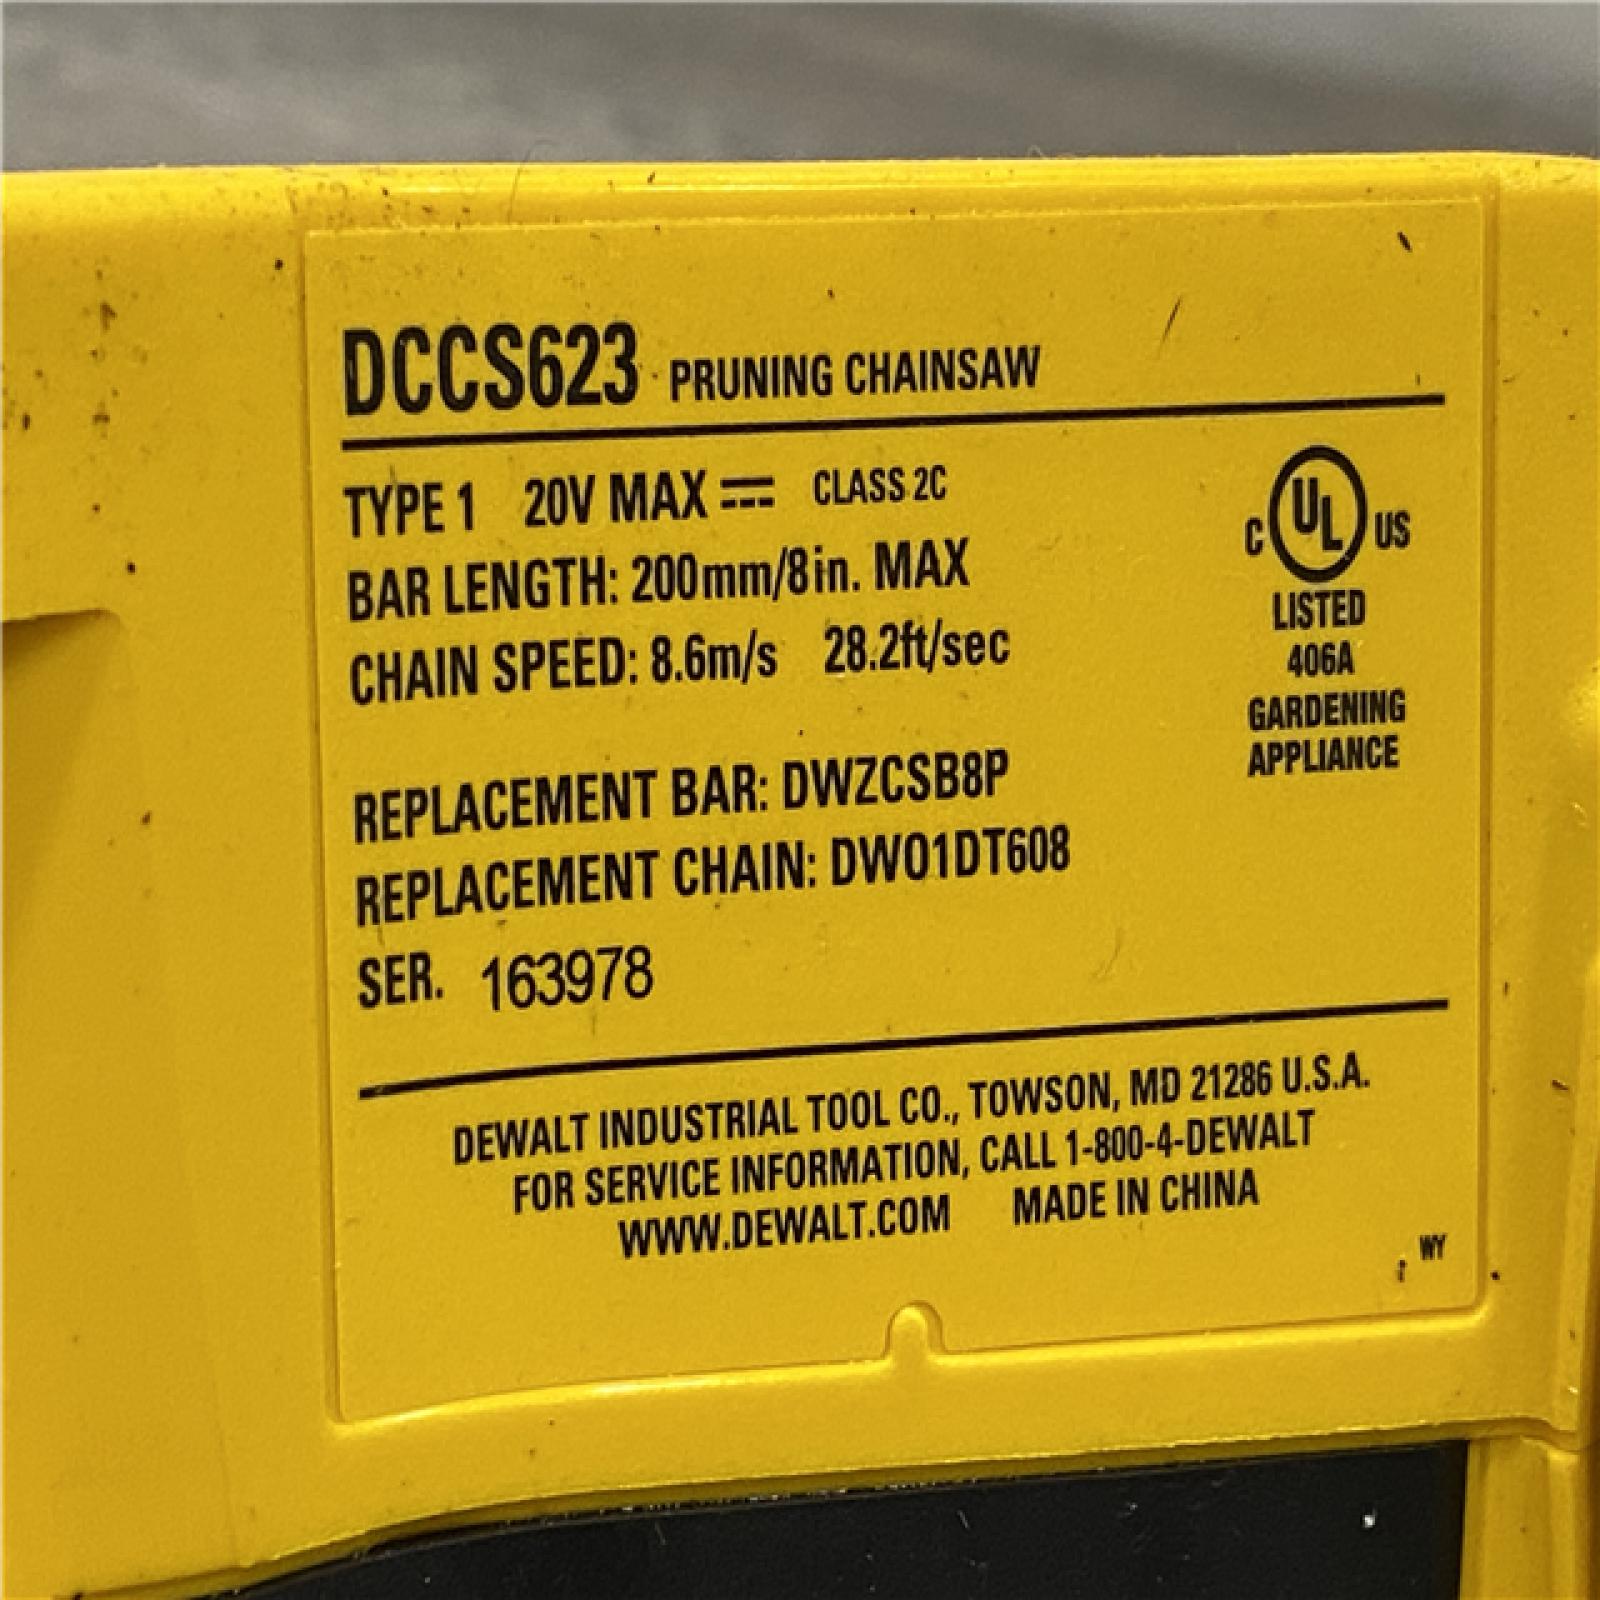 DCCS623 PRUNING CHAINSAW
TYPE 1 20V MAX CLASS 2C
BAR LENGTH: 200mm/8in. MAX
CHAIN SPEED: 8.6m/s 28.2ft/sec
C UL US
LISTED
406A
GARDENING
APPLIANCE
REPLACEMENT BAR: DWZCSB8P
REPLACEMENT CHAIN: DWO1DT608
SER. 163978
DEWALT INDUSTRIAL TOOL CO., TOWSON, MD 21286 U.S.A.
FOR SERVICE INFORMATION, CALL 1-800-4-DEWALT
WWW.DEWALT.COM MADE IN CHINA
WY